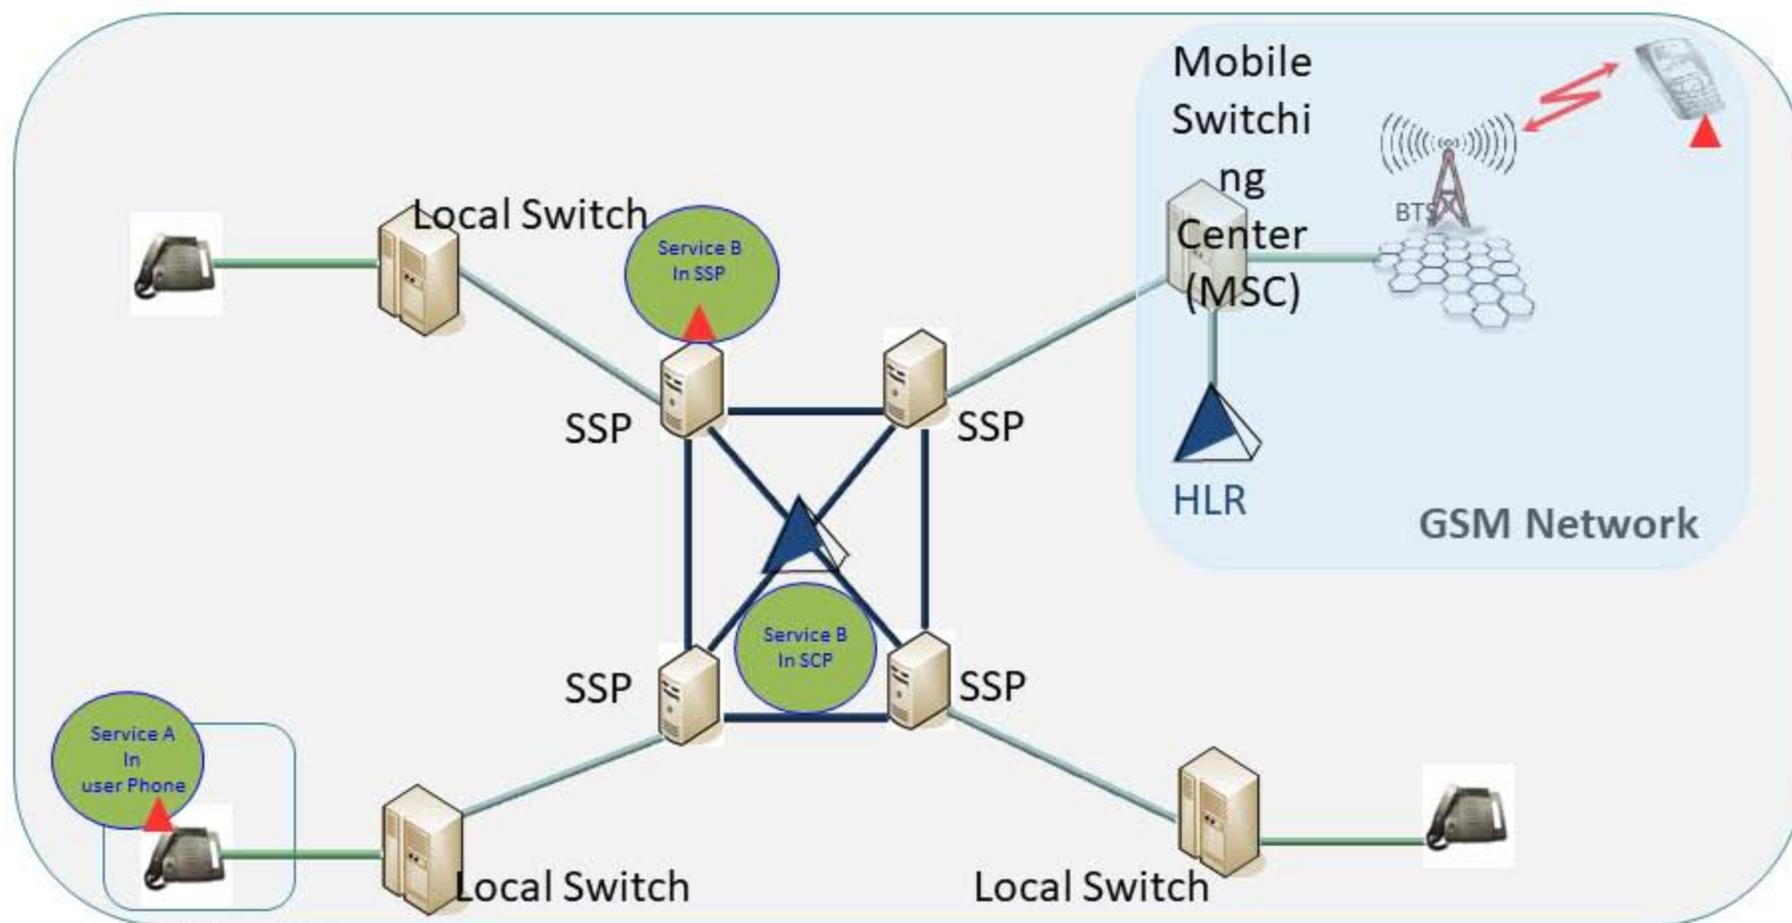 Mobile
Switchi
ng
Center
(MSC)
BTS
Local Switch
Service B
In SSP
SSP
SSP
HLR
GSM Network
Service B
In SCP
SSP
SSP
Service A
In
user Phone
Local Switch
Local Switch